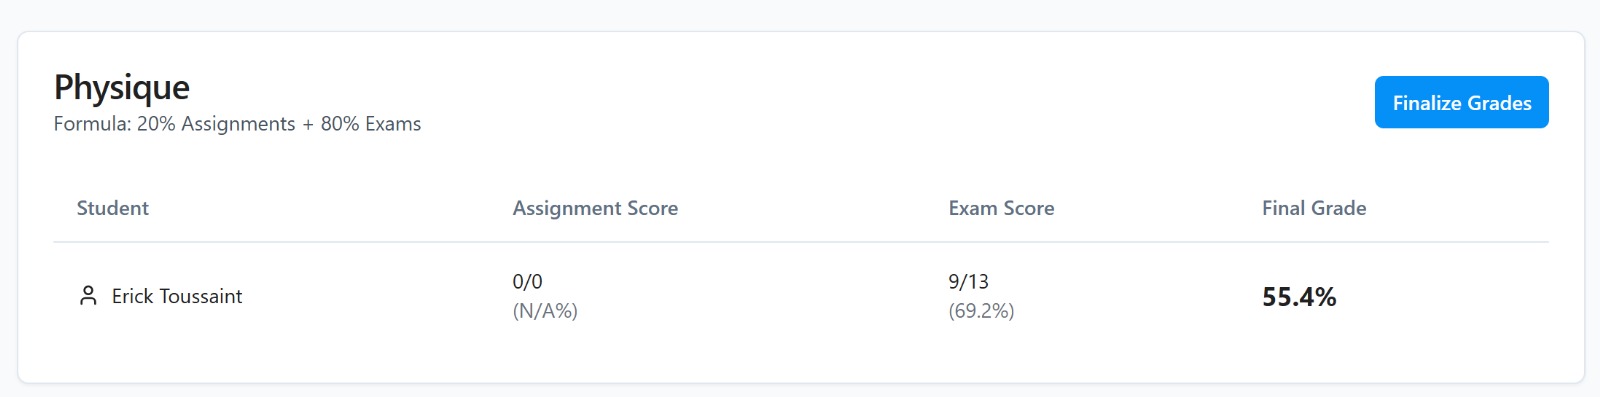 Physique
Formula: 20% Assignments + 80% Exams
Finalize Grades
Student Assignment Score Exam Score Final Grade
Erick Toussaint 0/0 (N/A%) 9/13 (69.2%) 55.4%